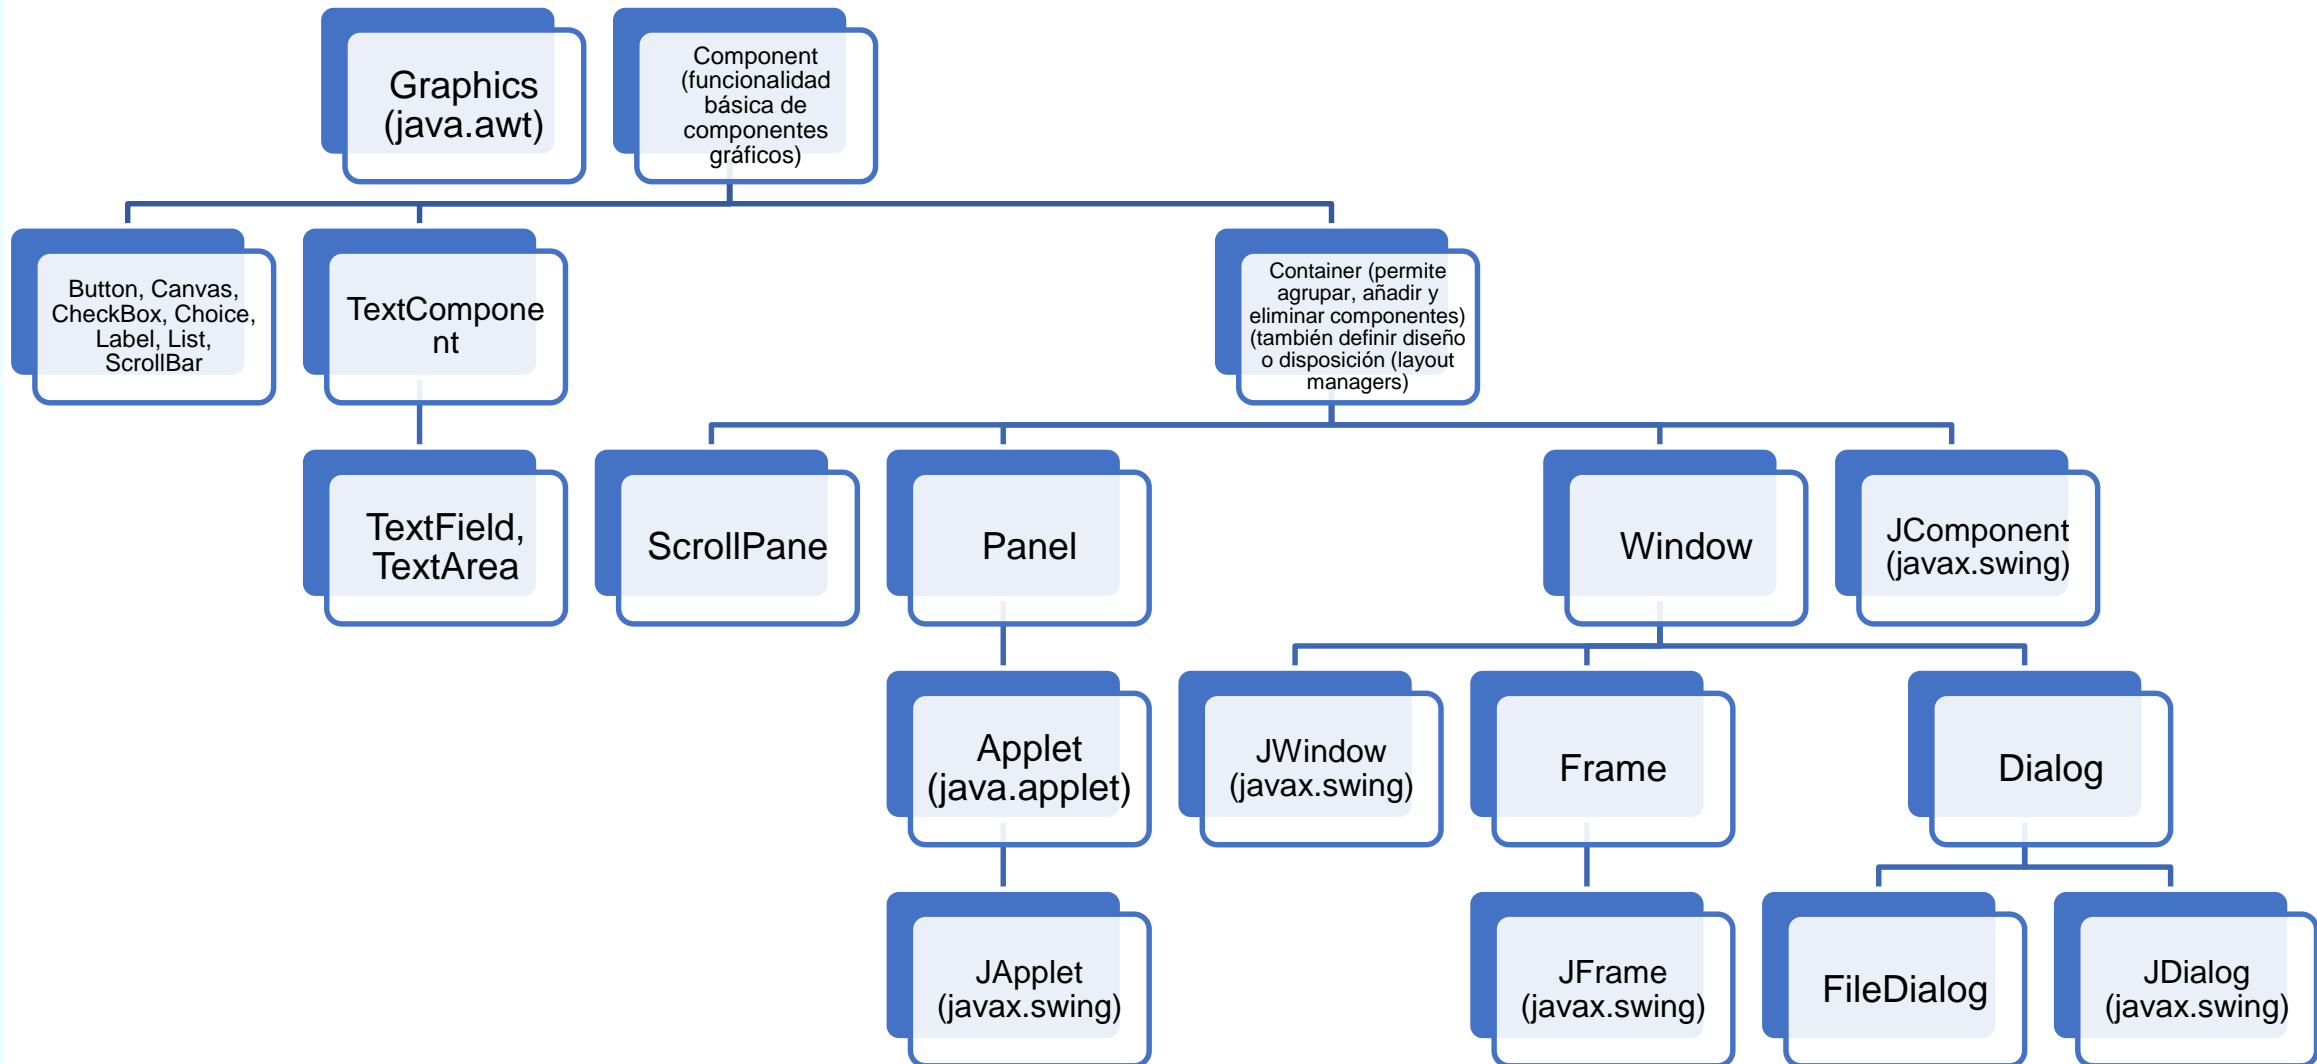 Graphics
(java.awt)
Component
(funcionalidad
básica de
componentes
gráficos)
Button, Canvas,
CheckBox, Choice,
Label, List,
ScrollBar
TextCompone
nt
Container (permite
agrupar, añadir y
eliminar componentes)
(también definir diseño
o disposición (layout
managers)
TextField,
TextArea
ScrollPane
Panel
Window
JComponent
(javax.swing)
Applet
(java.applet)
JWindow
(javax.swing)
Frame
Dialog
JApplet
(javax.swing)
JFrame
(javax.swing)
FileDialog
JDialog
(javax.swing)